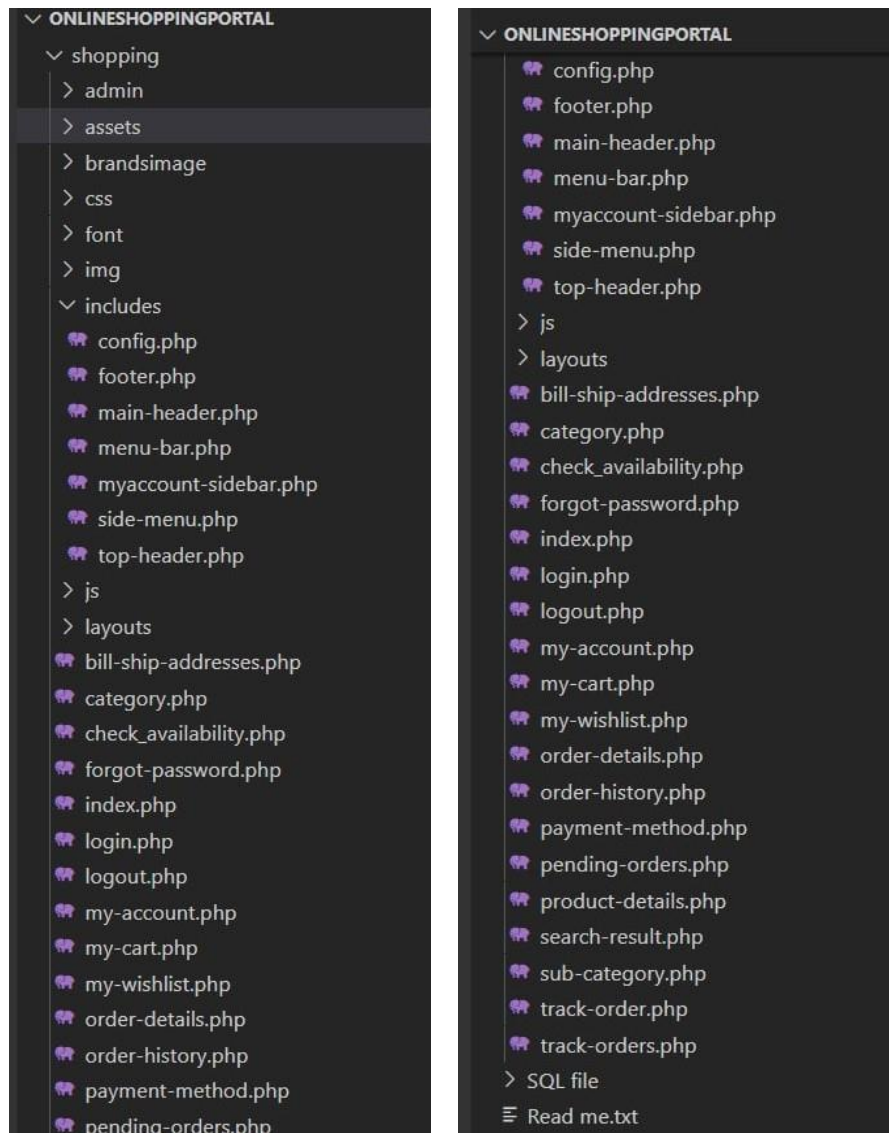 ONLINESHOPPINGPORTAL
shopping
admin
assets
brandsimage
css
font
img
includes
config.php
footer.php
main-header.php
menu-bar.php
myaccount-sidebar.php
side-menu.php
top-header.php
js
layouts
bill-ship-addresses.php
category.php
check_availability.php
forgot-password.php
index.php
login.php
logout.php
my-account.php
my-cart.php
my-wishlist.php
order-details.php
order-history.php
payment-method.php
pending-orders.php
ONLINESHOPPINGPORTAL
config.php
footer.php
main-header.php
menu-bar.php
myaccount-sidebar.php
side-menu.php
top-header.php
js
layouts
bill-ship-addresses.php
category.php
check_availability.php
forgot-password.php
index.php
login.php
logout.php
my-account.php
my-cart.php
my-wishlist.php
order-details.php
order-history.php
payment-method.php
pending-orders.php
product-details.php
search-result.php
sub-category.php
track-order.php
track-orders.php
SQL file
Read me.txt